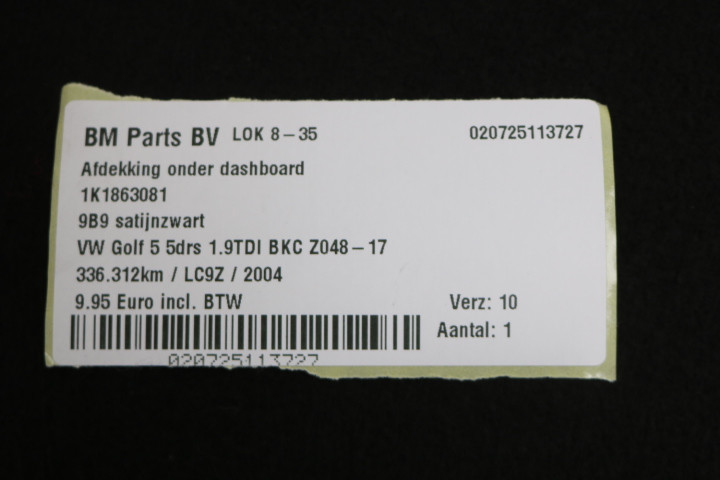 BM Parts BV LOK 8-35 020725113727
Afdekking onder dashboard
1K1863081
9B9 satijnzwart
VW Golf 5 5drs 1.9TDI BKC Z048-17
336.312km / LC9Z / 2004
9.95 Euro incl. BTW Verz: 10
Aantal: 1
020725113727